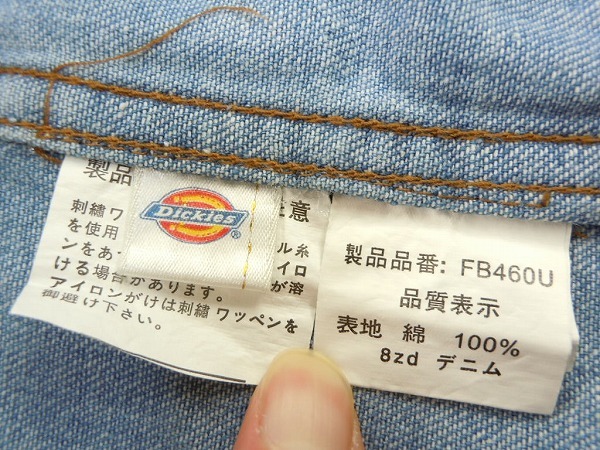 製品
意
刺繍ワ
を使用 ル糸
ンをあっ イロ
ける場合があります。 が溶
アイロンがけは刺繍ワッペンを
御避け下さい。
Dickies
製品品番: FB460U
品質表示
表地 綿 100%
8zd デニム